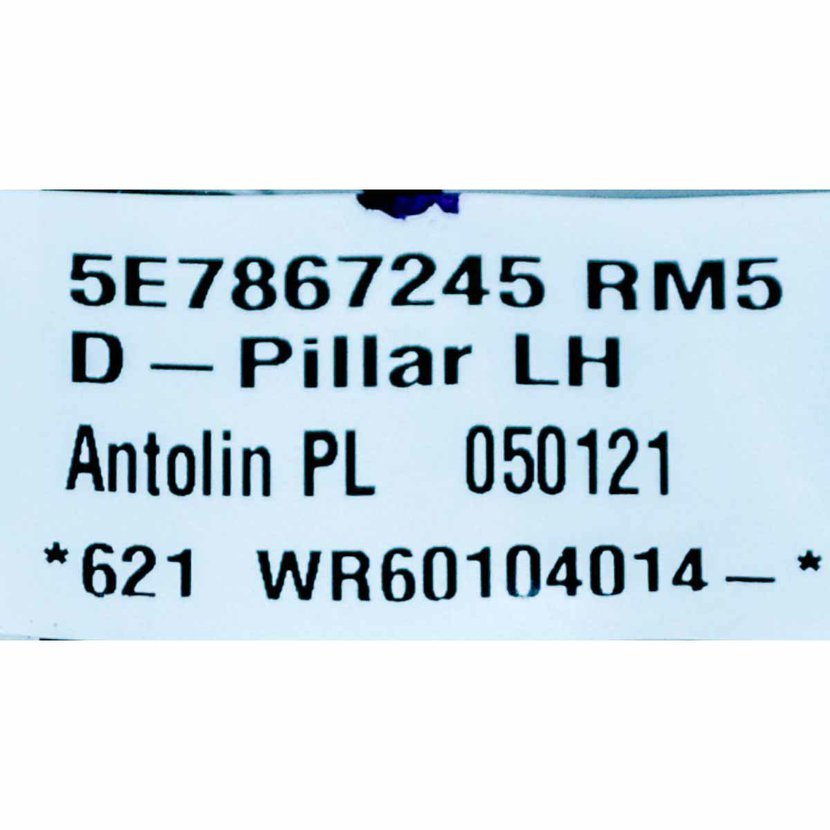 5E7867245 RM5
D – Pillar LH
Antolin PL 050121
*621 WR60104014 – *